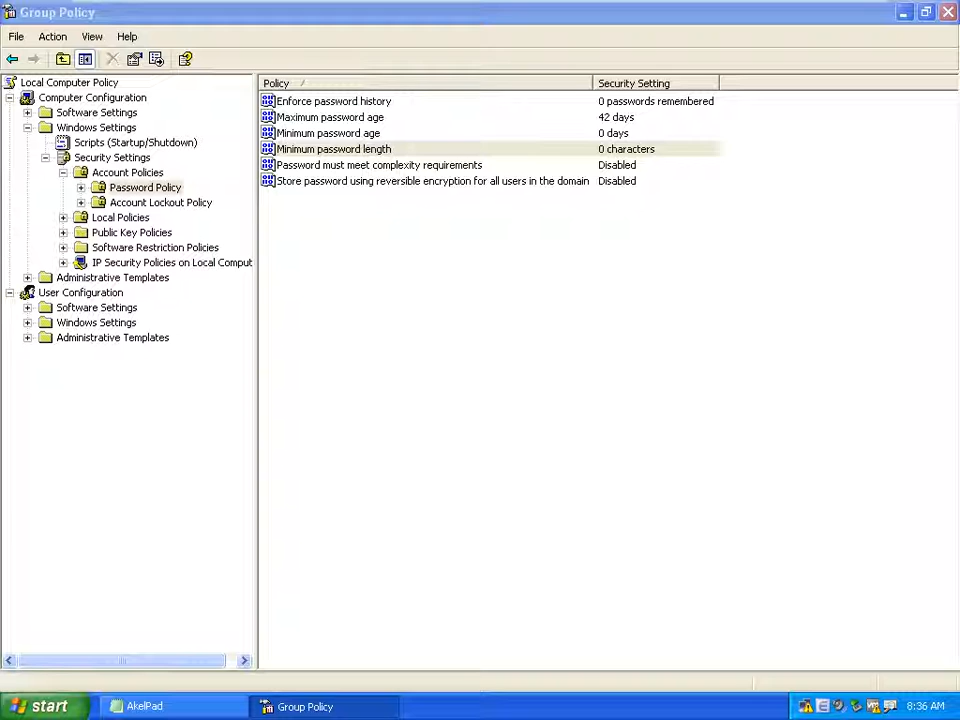 Group Policy
File Action View Help
Local Computer Policy
Computer Configuration
Software Settings
Windows Settings
Scripts (Startup/Shutdown)
Security Settings
Account Policies
Password Policy
Account Lockout Policy
Local Policies
Public Key Policies
Software Restriction Policies
IP Security Policies on Local Comput
Administrative Templates
User Configuration
Software Settings
Windows Settings
Administrative Templates
Policy Security Setting
Enforce password history 0 passwords remembered
Maximum password age 42 days
Minimum password age 0 days
Minimum password length 0 characters
Password must meet complexity requirements Disabled
Store password using reversible encryption for all users in the domain Disabled
start AkelPad Group Policy 8:36 AM